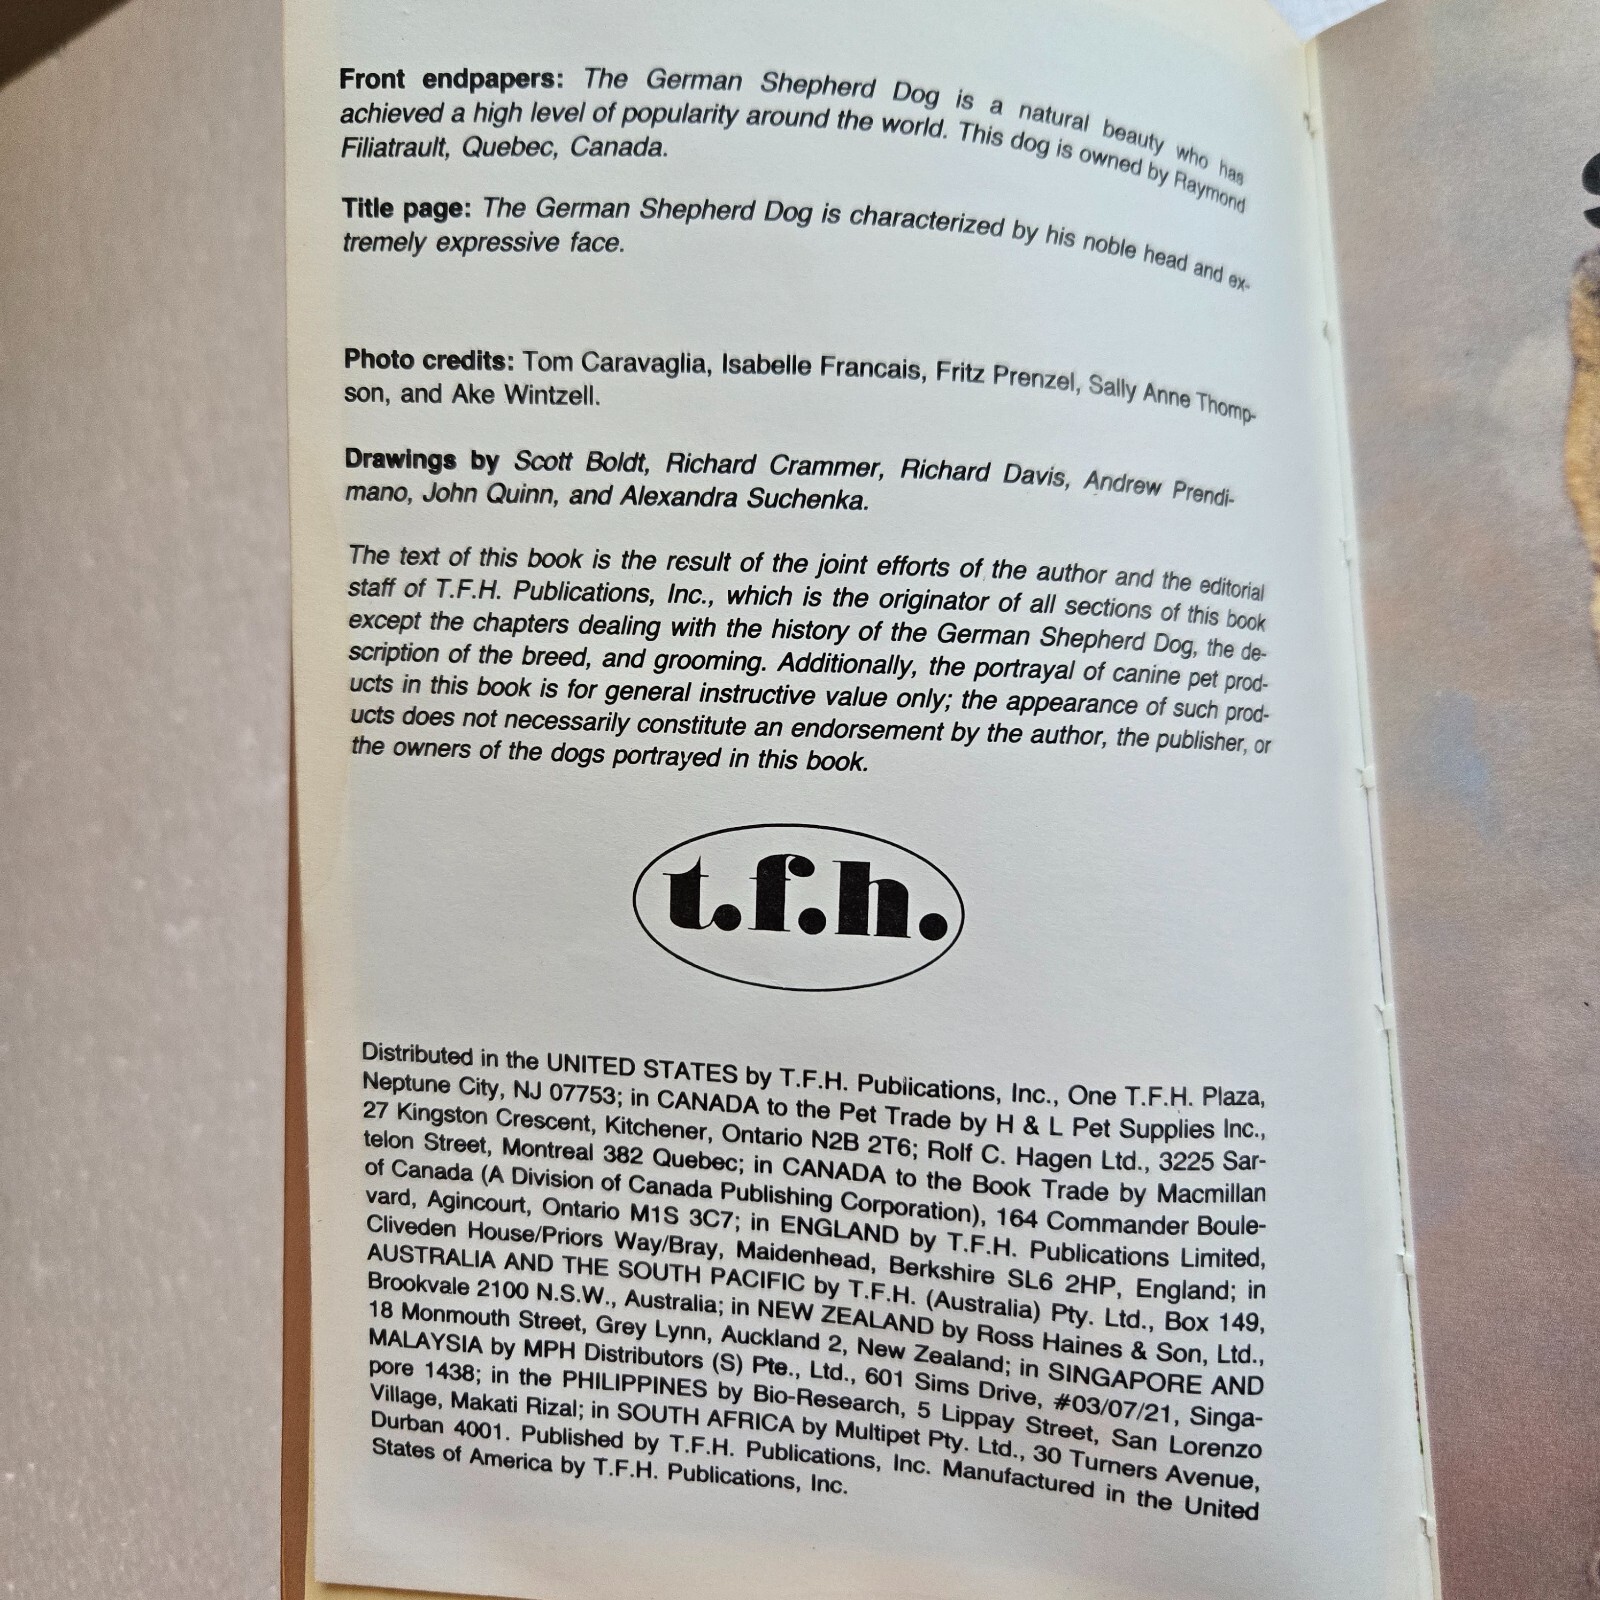 Front endpapers: The German Shepherd Dog is a natural beauty who has
achieved a high level of popularity around the world. This dog is owned by Raymond
Filiatrault, Quebec, Canada.
Title page: The German Shepherd Dog is characterized by his noble head and ex-
tremely expressive face.
Photo credits: Tom Caravaglia, Isabelle Francais, Fritz Prenzel, Sally Anne Thomp-
son, and Ake Wintzell.
Drawings by Scott Boldt, Richard Crammer, Richard Davis, Andrew Prendi-
mano, John Quinn, and Alexandra Suchenka.
The text of this book is the result of the joint efforts of the author and the editorial
staff of T.F.H. Publications, Inc., which is the originator of all sections of this book
except the chapters dealing with the history of the German Shepherd Dog, the de-
scription of the breed, and grooming. Additionally, the portrayal of canine pet prod-
ucts in this book is for general instructive value only; the appearance of such prod-
ucts does not necessarily constitute an endorsement by the author, the publisher, or
the owners of the dogs portrayed in this book.
t.f.h.
Distributed in the UNITED STATES by T.F.H. Publications, Inc., One T.F.H. Plaza,
Neptune City, NJ 07753; in CANADA to the Pet Trade by H & L Pet Supplies Inc.,
27 Kingston Crescent, Kitchener, Ontario N2B 2T6; Rolf C. Hagen Ltd., 3225 Sar-
telon Street, Montreal 382 Quebec; in CANADA to the Book Trade by Macmillan
of Canada (A Division of Canada Publishing Corporation), 164 Commander Boule-
vard, Agincourt, Ontario M1S 3C7; in ENGLAND by T.F.H. Publications Limited,
Cliveden House/Priors Way/Bray, Maidenhead, Berkshire SL6 2HP, England; in
AUSTRALIA AND THE SOUTH PACIFIC by T.F.H. (Australia) Pty. Ltd., Box 149,
Brookvale 2100 N.S.W., Australia; in NEW ZEALAND by Ross Haines & Son, Ltd.,
18 Monmouth Street, Grey Lynn, Auckland 2, New Zealand; in SINGAPORE AND
MALAYSIA by MPH Distributors (S) Pte., Ltd., 601 Sims Drive, #03/07/21, Singa-
pore 1438; in the PHILIPPINES by Bio-Research, 5 Lippay Street, San Lorenzo
Village, Makati Rizal; in SOUTH AFRICA by Multipet Pty. Ltd., 30 Turners Avenue,
Durban 4001. Published by T.F.H. Publications, Inc. Manufactured in the United
States of America by T.F.H. Publications, Inc.